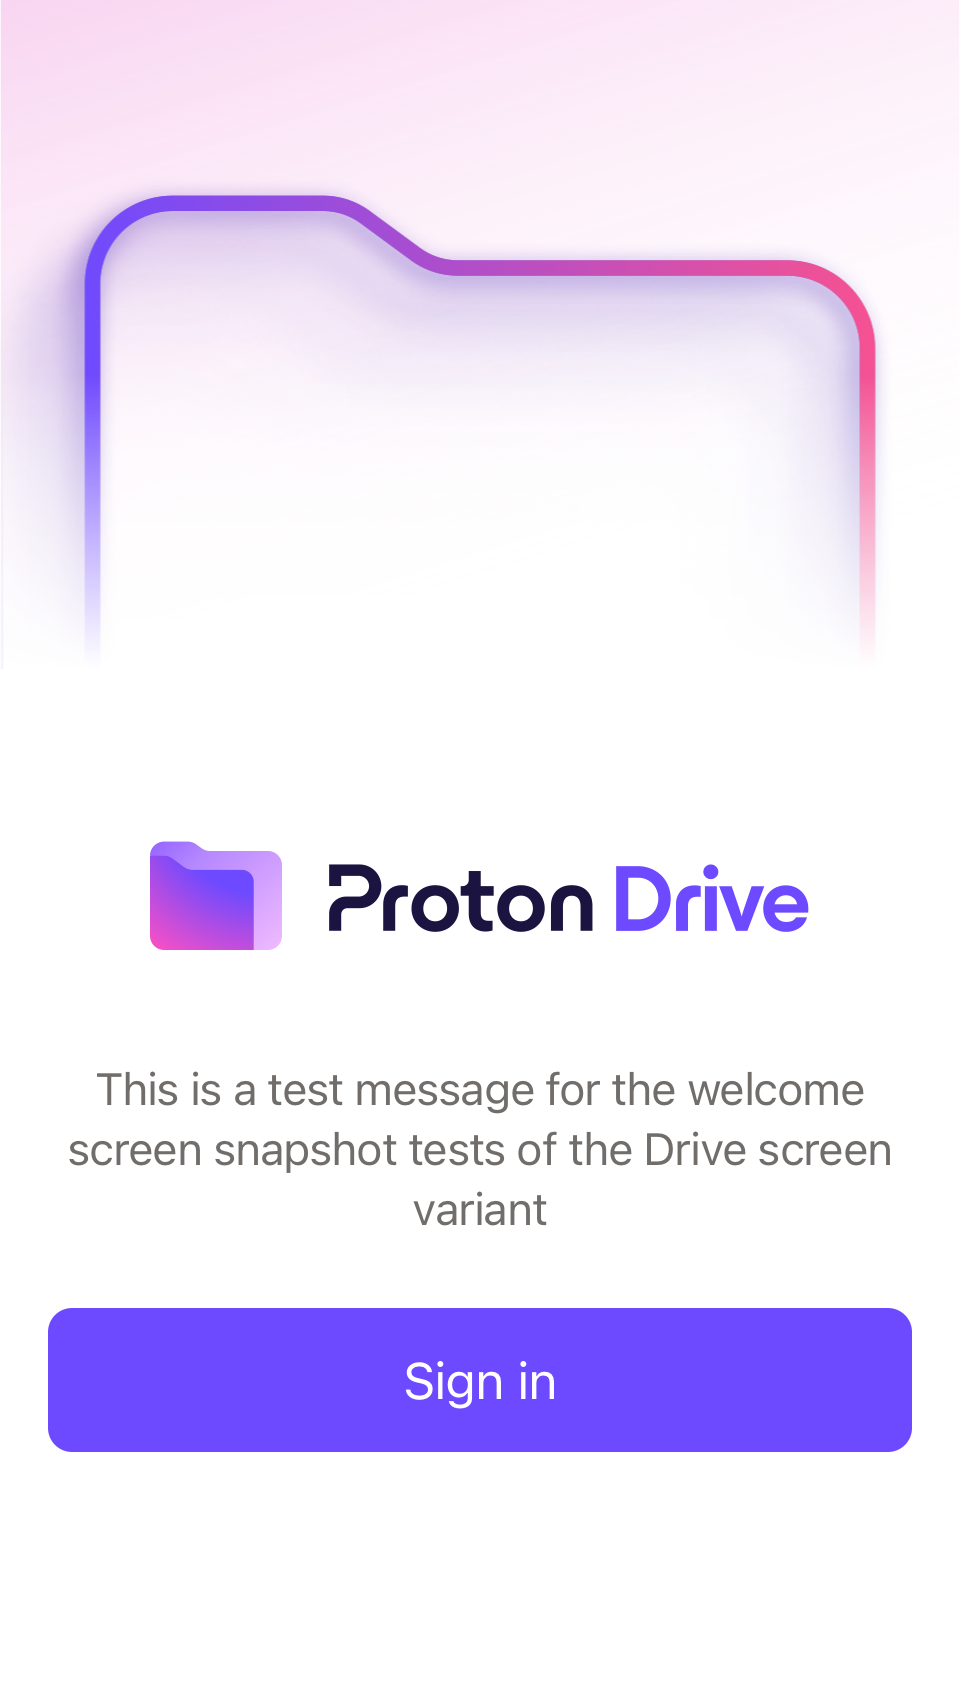 Proton Drive
This is a test message for the welcome
screen snapshot tests of the Drive screen
variant
Sign in